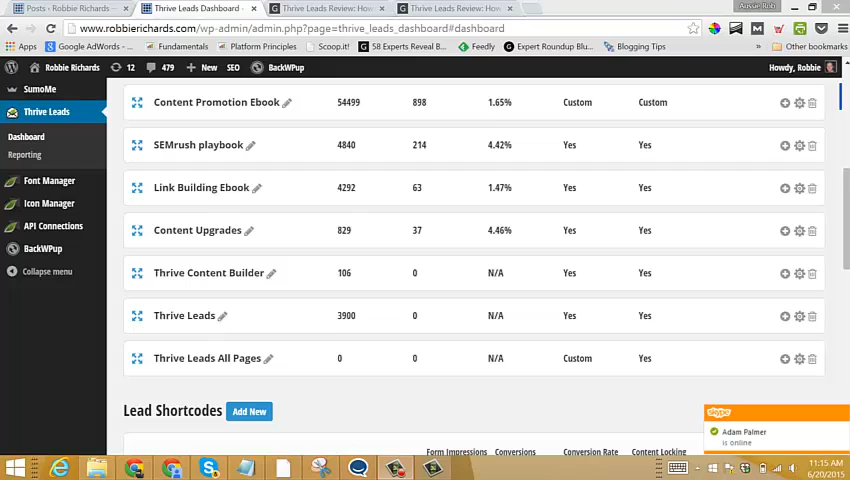 Posts ‹ Robbie Richards —
Thrive Leads Dashboard ‹
Thrive Leads Review: How
Thrive Leads Review: How
Aussie Rob
www.robbierichards.com/wp-admin/admin.php?page=thrive_leads_dashboard#dashboard
Apps
Google AdWords -...
Fundamentals
Platform Principles
Scoop.it!
58 Experts Reveal B...
Feedly
Expert Roundup Blu...
Blogging Tips
Other bookmarks
Robbie Richards
12
479
New
SEO
BackWPup
Howdy, Robbie
SumoMe
Thrive Leads
Dashboard
Reporting
Font Manager
Icon Manager
API Connections
BackWPup
Collapse menu
Content Promotion Ebook 54499 898 1.65% Custom Custom
SEMrush playbook 4840 214 4.42% Yes Yes
Link Building Ebook 4292 63 1.47% Yes Yes
Content Upgrades 829 37 4.46% Yes Yes
Thrive Content Builder 106 0 N/A Yes Yes
Thrive Leads 3900 0 N/A Yes Yes
Thrive Leads All Pages 0 0 N/A Custom Yes
Lead Shortcodes Add New
Form Impressions Conversions Conversion Rate Content Locking
skype
Adam Palmer
is online
11:15 AM
6/20/2015